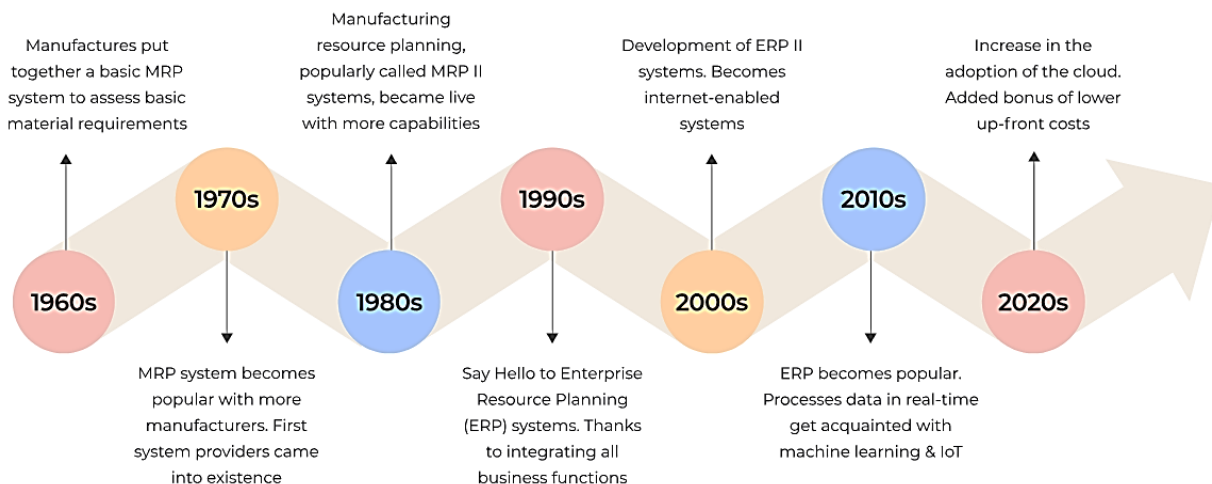 Manufactures put
together a basic MRP
system to assess basic
material requirements
1960s
1970s
MRP system becomes
popular with more
manufacturers. First
system providers came
into existence
Manufacturing
resource planning,
popularly called MRP II
systems, became live
with more capabilities
1980s
1990s
Say Hello to Enterprise
Resource Planning
(ERP) systems. Thanks
to integrating all
business functions
Development of ERP II
systems. Becomes
internet-enabled
systems
2000s
2010s
ERP becomes popular.
Processes data in real-time
get acquainted with
machine learning & IoT
Increase in the
adoption of the cloud.
Added bonus of lower
up-front costs
2020s